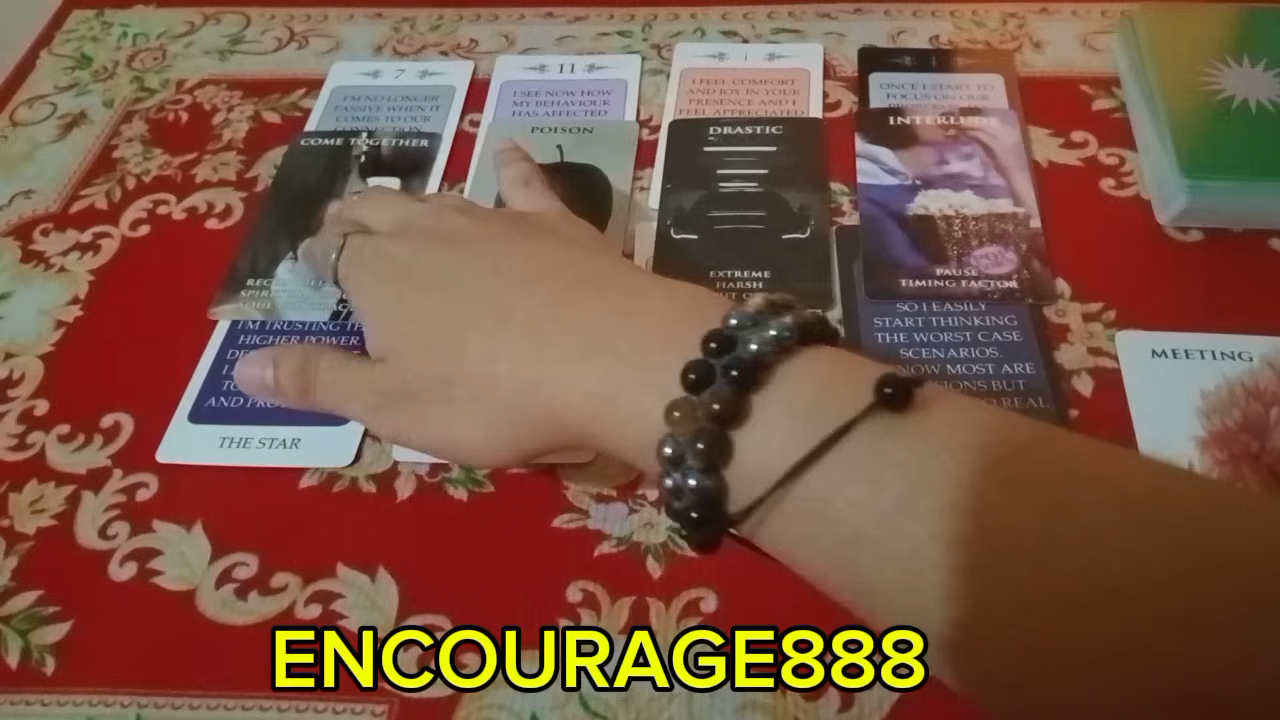 7
I'M NO LONGER
PASSIVE WHEN IT
COMES TO OUR
CONNECTION
COME TOGETHER
I'M TRUSTING
HIGHER POWER
AND
THE STAR
11
I SEE NOW HOW
MY BEHAVIOUR
HAS AFFECTED
POISON
I FEEL COMFORT
AND JOY IN YOUR
PRESENCE AND I
FEEL APPRECIATED
DRASTIC
EXTREME
HARSH
ONCE I START TO
FOCUS ON OUR
INTERLUDE
PAUSE
TIMING FACTOR
SO I EASILY
START THINKING
THE WORST CASE
SCENARIOS.
MOST ARE
BUT
REAL
MEETING
ENCOURAGE888